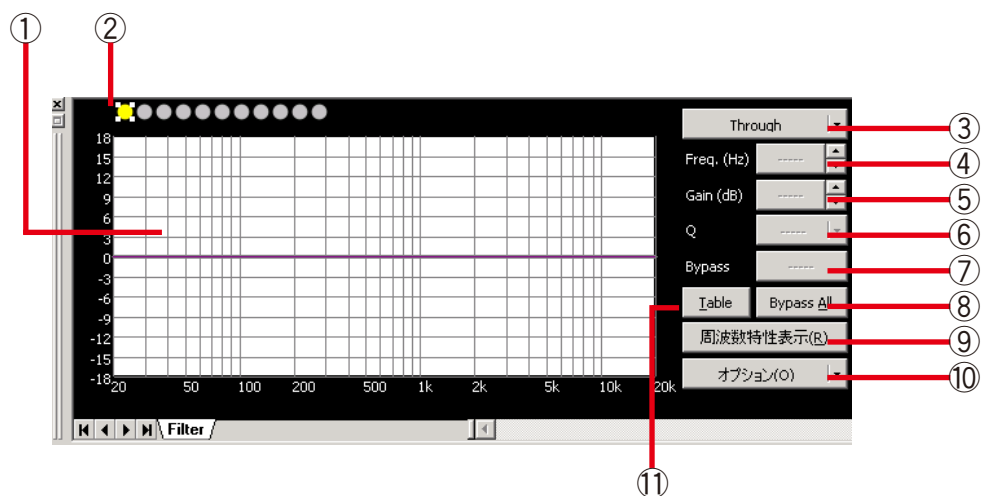 ① ②
Through ③
18
15
12
9
6
3
0
-3
-6
-9
-12
-15
-18
①
Freq. (Hz) ----- ④
Gain (dB) ----- ⑤
Q ----- ⑥
Bypass ----- ⑦
Table Bypass All ⑧
周波数特性表示(R) ⑨
オプション(O) ⑩
20 50 100 200 500 1k 2k 5k 10k 20k
Filter
⑪